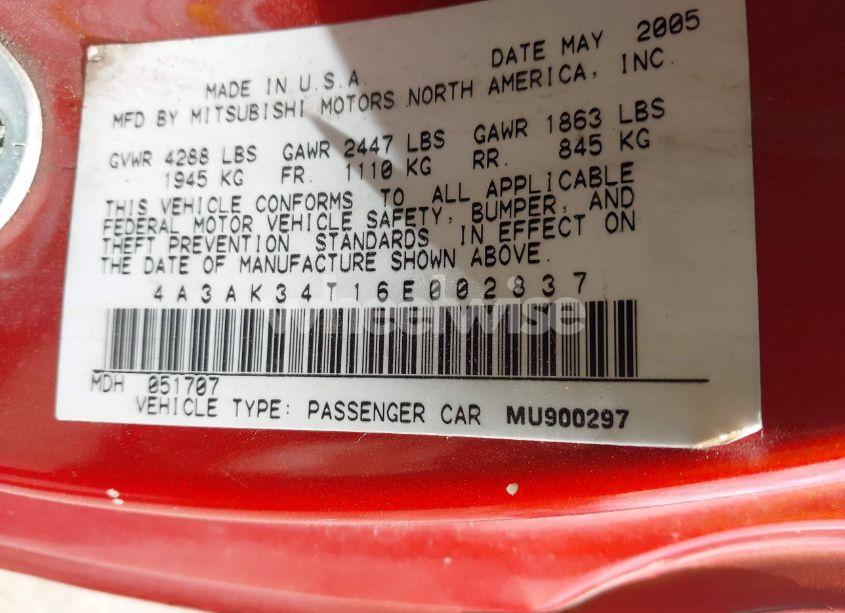 DATE MAY 2005
MADE IN U.S.A.
MFD BY MITSUBISHI MOTORS NORTH AMERICA, INC.
GVWR 4288 LBS GAWR 2447 LBS GAWR 1863 LBS
1945 KG FR. 1110 KG RR. 845 KG
THIS VEHICLE CONFORMS TO ALL APPLICABLE
FEDERAL MOTOR VEHICLE SAFETY, BUMPER, AND
THEFT PREVENTION STANDARDS IN EFFECT ON
THE DATE OF MANUFACTURE SHOWN ABOVE.
4A3AK34T16E002837
wheelwise
MDH 051707
VEHICLE TYPE: PASSENGER CAR MU900297